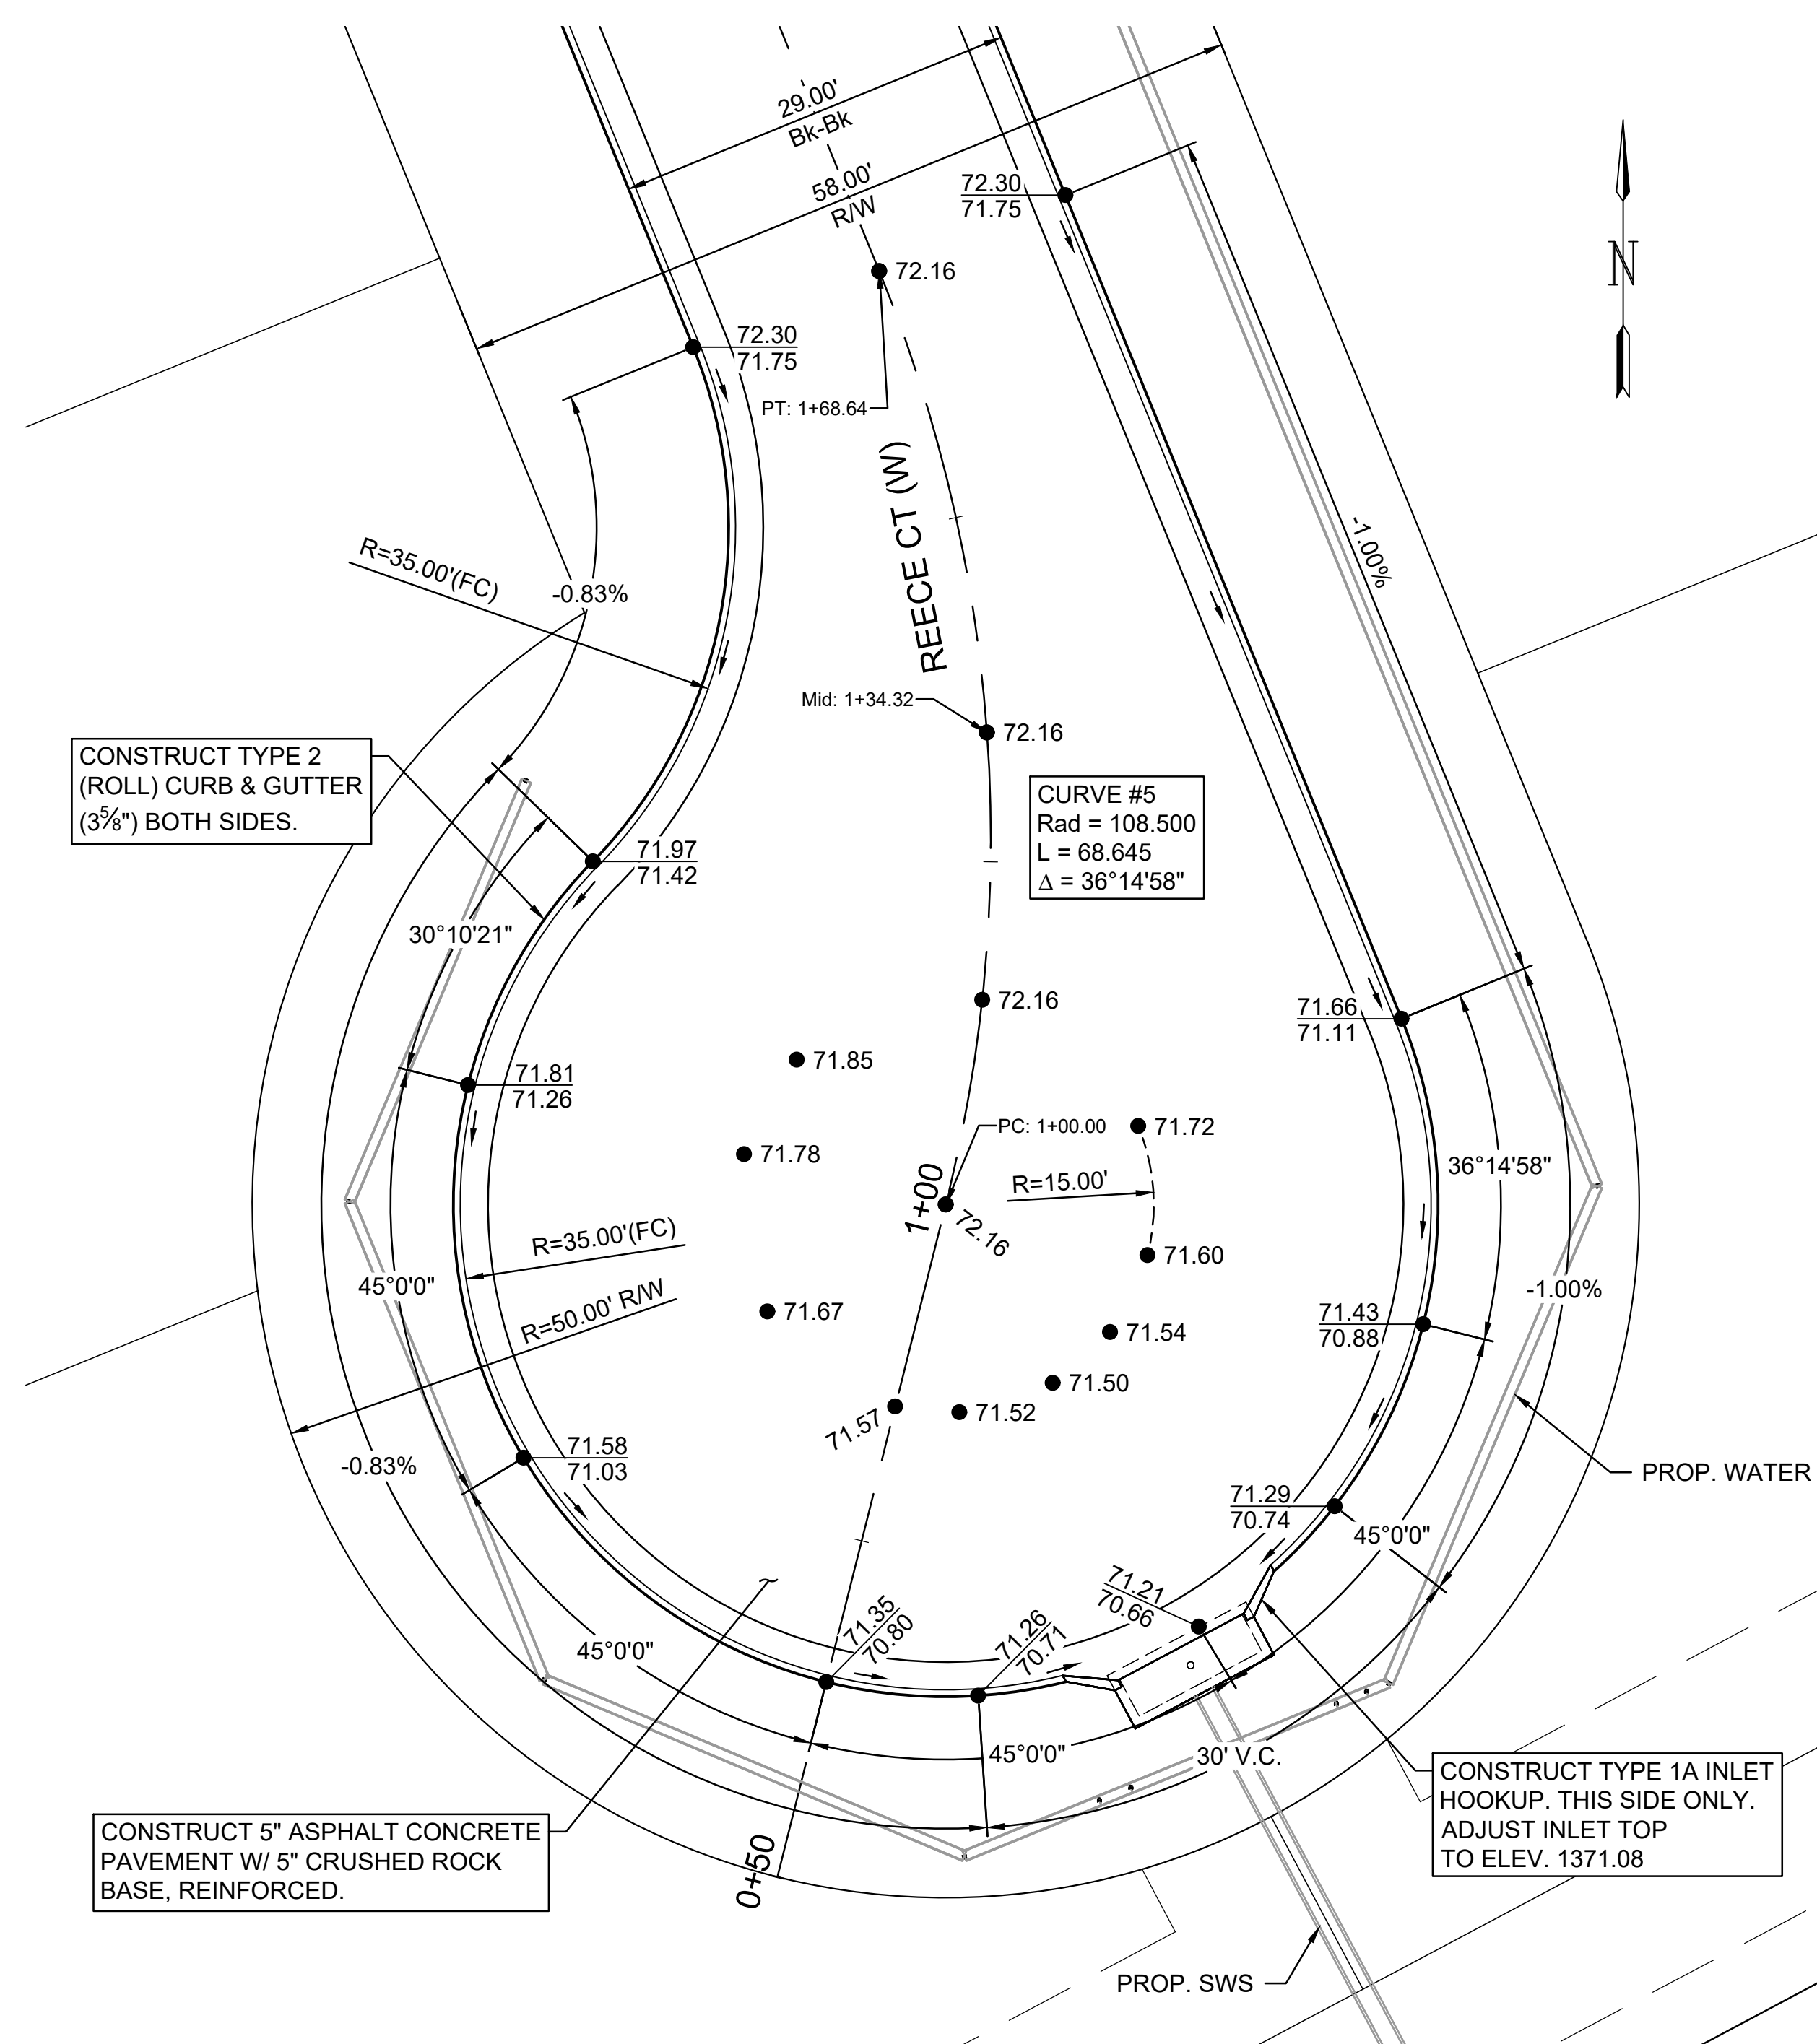 29.00'
Bk-Bk
58.00'
R/W
72.30
71.75
N
72.16
72.30
71.75
PT: 1+68.64
REECE CT (W)
-1.00%
R=35.00'(FC)
-0.83%
Mid: 1+34.32
72.16
CONSTRUCT TYPE 2
(ROLL) CURB & GUTTER
(3⅝") BOTH SIDES.
CURVE #5
Rad = 108.500
L = 68.645
Δ = 36°14'58"
71.97
71.42
30°10'21"
72.16
71.66
71.11
71.85
71.81
71.26
PC: 1+00.00
71.72
71.78
36°14'58"
R=15.00'
1+00
72.16
R=35.00'(FC)
71.60
45°0'0"
-1.00%
R=50.00' R/W
71.67
71.54
71.43
70.88
71.50
71.52
71.57
-0.83%
71.58
71.03
PROP. WATER
71.29
70.74
45°0'0"
71.21
70.66
71.35
70.80
71.26
70.71
45°0'0"
45°0'0"
30' V.C.
CONSTRUCT TYPE 1A INLET
HOOKUP. THIS SIDE ONLY.
ADJUST INLET TOP
TO ELEV. 1371.08
CONSTRUCT 5" ASPHALT CONCRETE
PAVEMENT W/ 5" CRUSHED ROCK
BASE, REINFORCED.
0+50
PROP. SWS